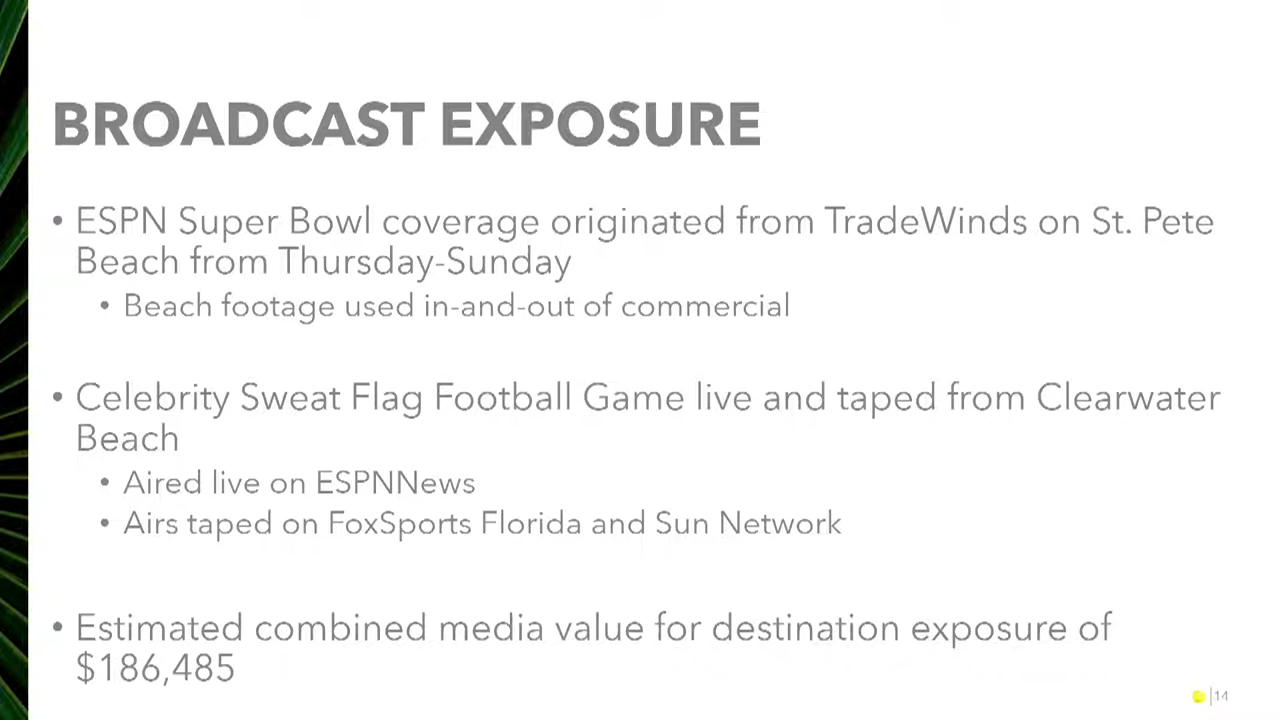 BROADCAST EXPOSURE
• ESPN Super Bowl coverage originated from TradeWinds on St. Pete
Beach from Thursday-Sunday
• Beach footage used in-and-out of commercial
• Celebrity Sweat Flag Football Game live and taped from Clearwater
Beach
• Aired live on ESPNNews
• Airs taped on FoxSports Florida and Sun Network
• Estimated combined media value for destination exposure of
$186,485
|14